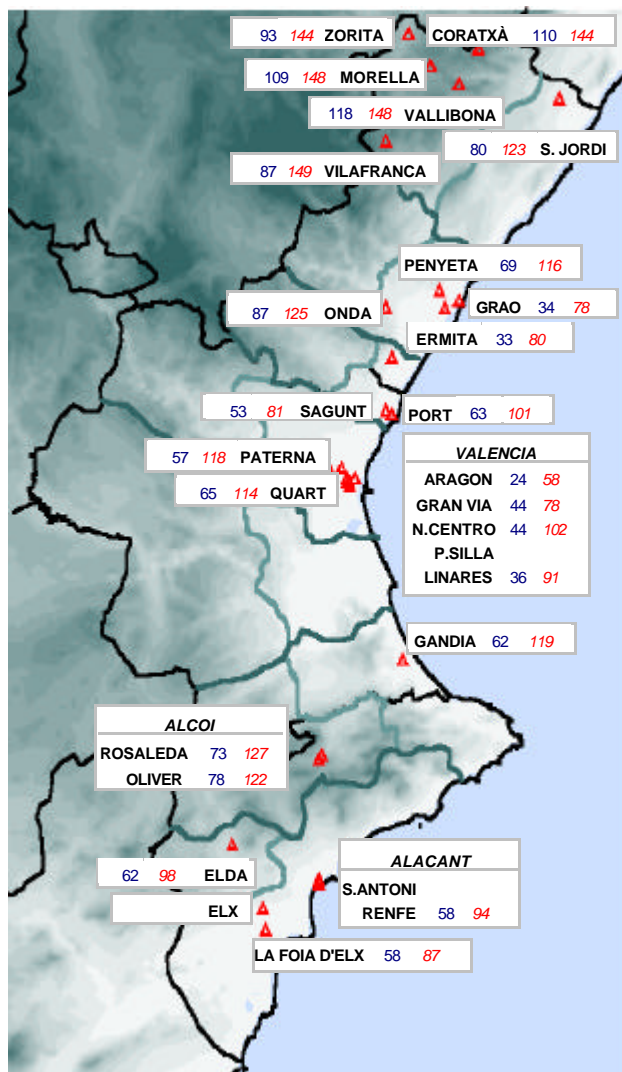 93 144 ZORITA
CORATXÀ 110 144
109 148 MORELLA
118 148 VALLIBONA
80 123 S. JORDI
87 149 VILAFRANCA
PENYETA 69 116
87 125 ONDA
GRAO 34 78
ERMITA 33 80
53 81 SAGUNT
PORT 63 101
57 118 PATERNA
65 114 QUART
VALENCIA
ARAGON 24 58
GRAN VIA 44 78
N.CENTRO 44 102
P.SILLA
LINARES 36 91
GANDIA 62 119
ALCOI
ROSALEDA 73 127
OLIVER 78 122
62 98 ELDA
ELX
ALACANT
S.ANTONI
RENFE 58 94
LA FOIA D'ELX 58 87